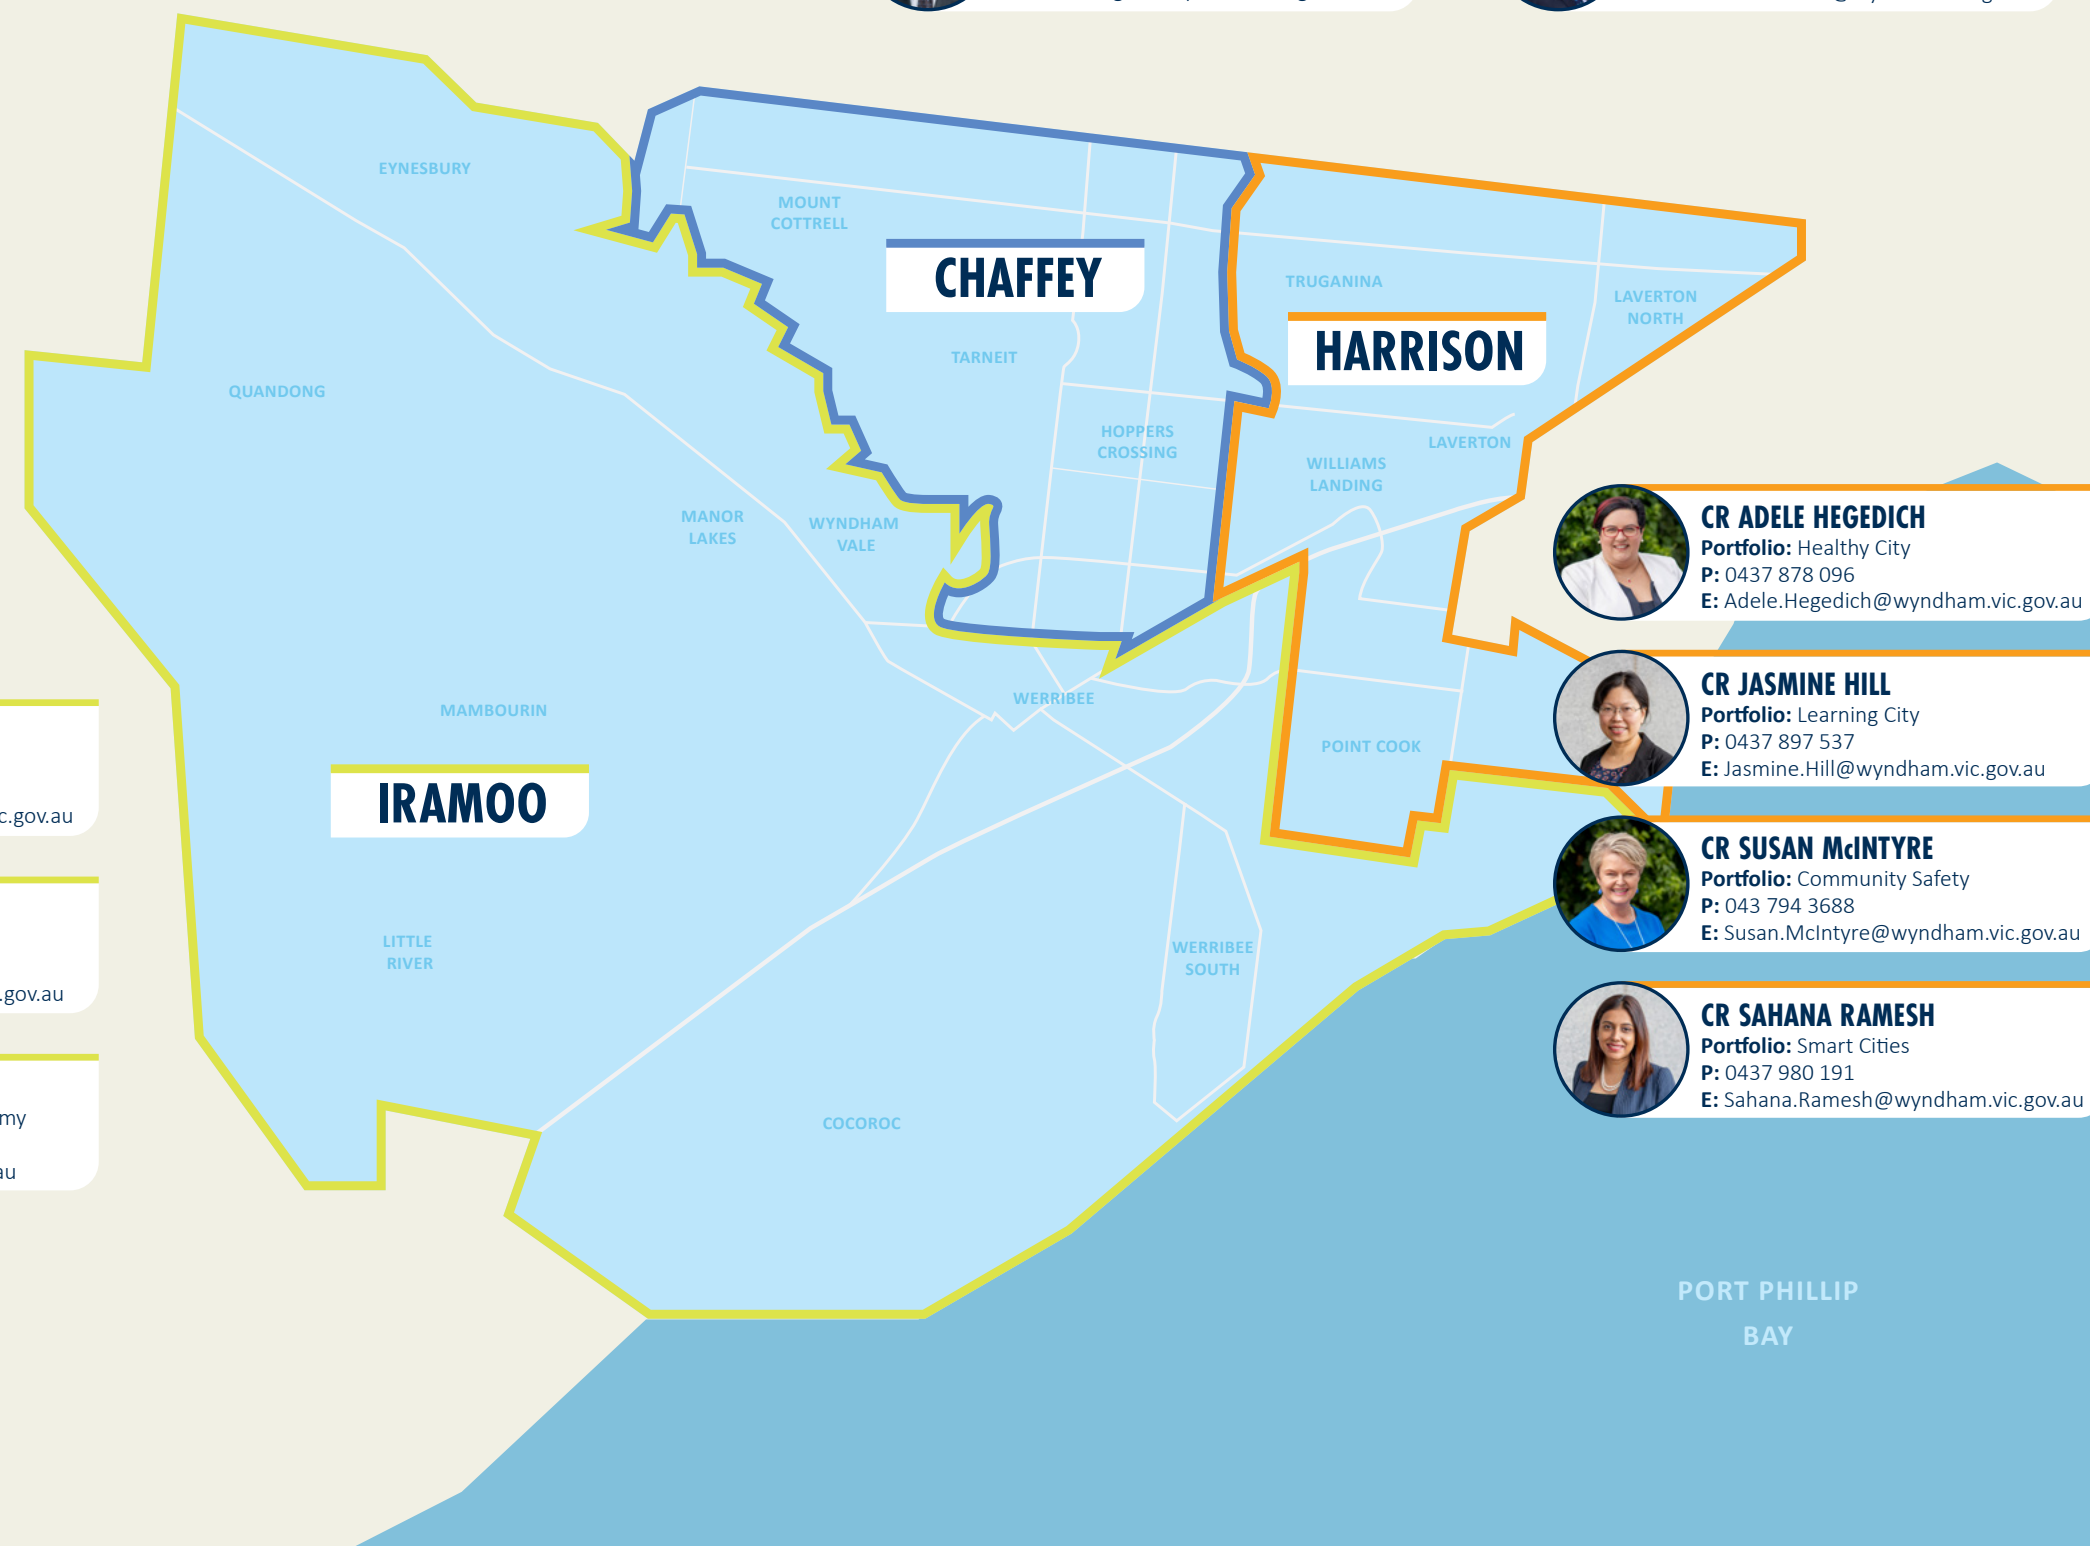 EYNESBURY
MOUNT
COTTRELL
CHAFFEY
TRUGANINA
LAVERTON
NORTH
HARRISON
TARNEIT
QUANDONG
HOPPERS
CROSSING
LAVERTON
WILLIAMS
LANDING
MANOR
LAKES
WYNDHAM
VALE
WERRIBEE
MAMBOURIN
POINT COOK
IRAMOO
LITTLE
RIVER
WERRIBEE
SOUTH
COCOROC
CR ADELE HEGEDICH
Portfolio: Healthy City
P: 0437 878 096
E: Adele.Hegedich@wyndham.vic.gov.au
CR JASMINE HILL
Portfolio: Learning City
P: 0437 897 537
E: Jasmine.Hill@wyndham.vic.gov.au
CR SUSAN McINTYRE
Portfolio: Community Safety
P: 043 794 3688
E: Susan.McIntyre@wyndham.vic.gov.au
CR SAHANA RAMESH
Portfolio: Smart Cities
P: 0437 980 191
E: Sahana.Ramesh@wyndham.vic.gov.au
c.gov.au
.gov.au
my
au
PORT PHILLIP
BAY